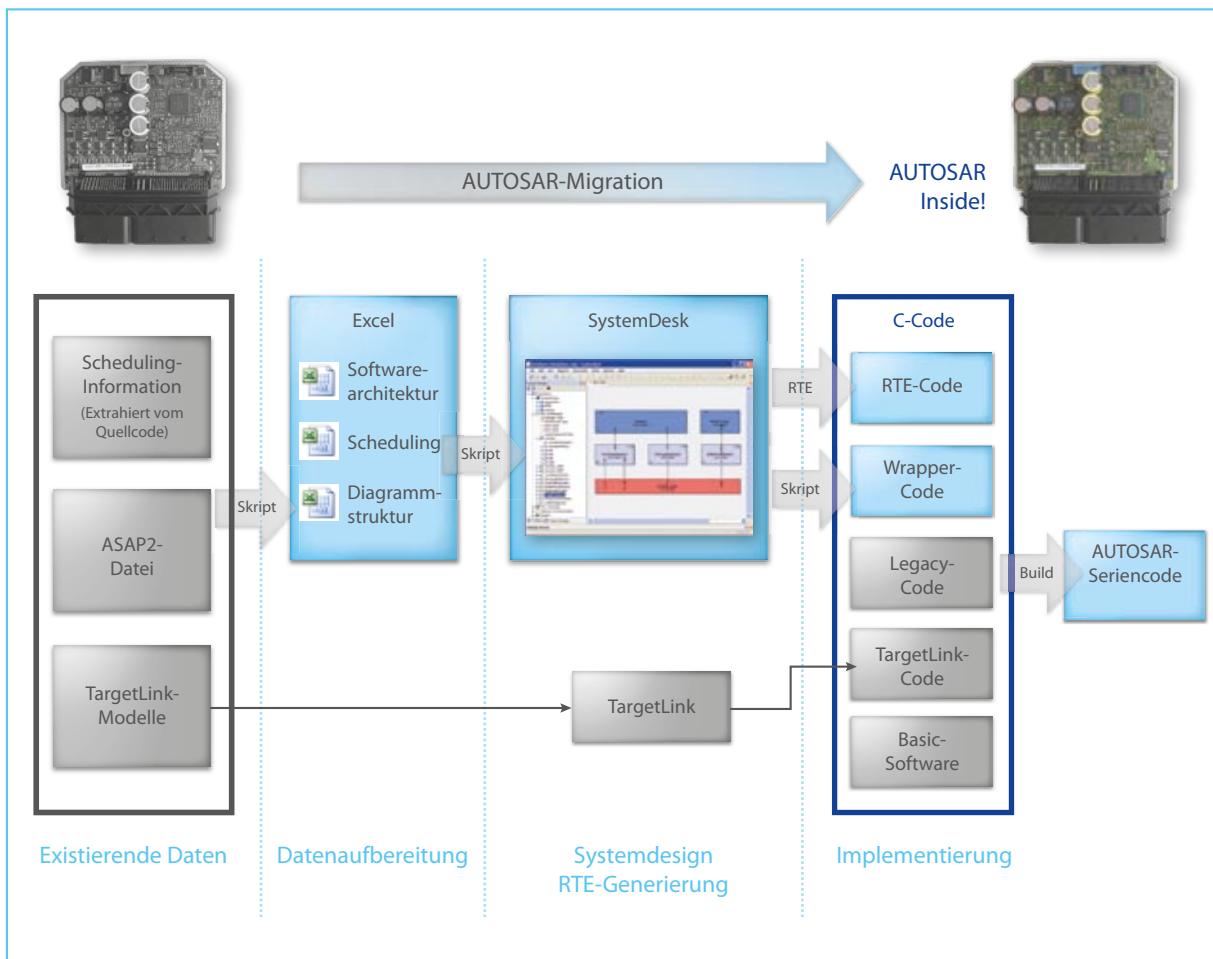 AUTOSAR-Migration
AUTOSAR
Inside!
Scheduling-
Information
(Extrahiert vom
Quellcode)
ASAP2-
Datei
TargetLink-
Modelle
Skript
Excel
Software-
architektur
Scheduling
Diagramm-
struktur
Skript
SystemDesk
TargetLink
RTE
Skript
C-Code
RTE-Code
Wrapper-
Code
Legacy-
Code
TargetLink-
Code
Basic-
Software
Build
AUTOSAR-
Seriencode
Existierende Daten
Datenaufbereitung
Systemdesign
RTE-Generierung
Implementierung